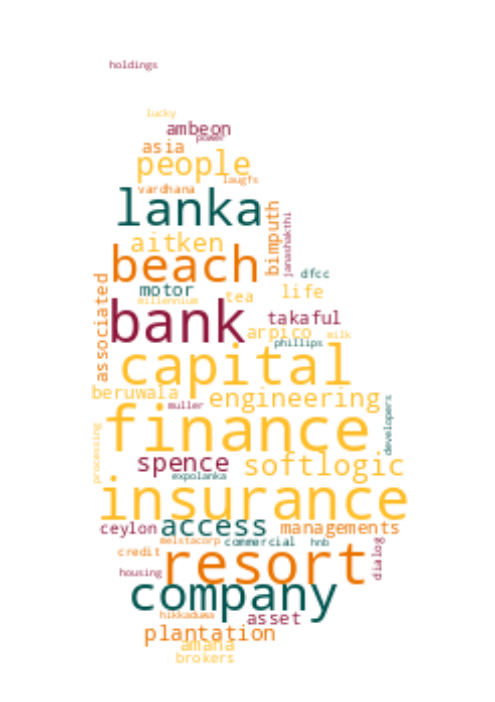 holdings
lucky
ambeon
power
asia
people
laugfs
vardhana
lanka
bimputh
janashakthi
aitken
beach
dfcc
associated
motor
life
tea
millennium
bank
takaful
arpico
milk
phillips
capital
beruwala
engineering
developers
muller
finance
processing
spence
softlogic
expolanka
insurance
ceylon
access
managements
melstacorp
commercial
hnb
dialog
credit
resort
housing
company
hikkaduwa
asset
plantation
amana
brokers